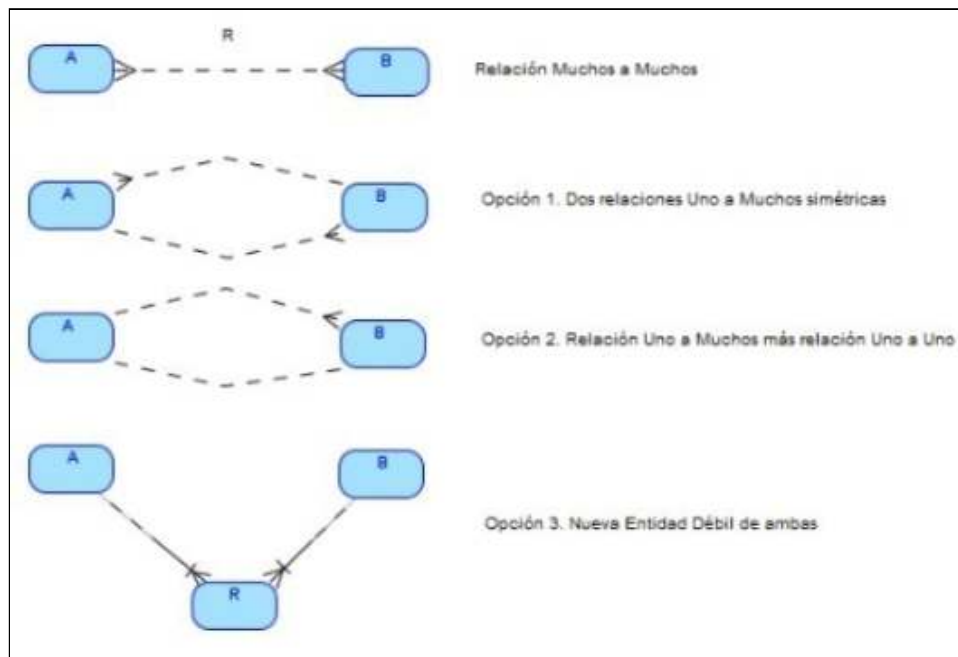 R
A
B
Relación Muchos a Muchos
A
B
Opción 1. Dos relaciones Uno a Muchos simétricas
A
B
Opción 2. Relación Uno a Muchos más relación Uno a Uno
A
B
Opción 3. Nueva Entidad Débil de ambas
R